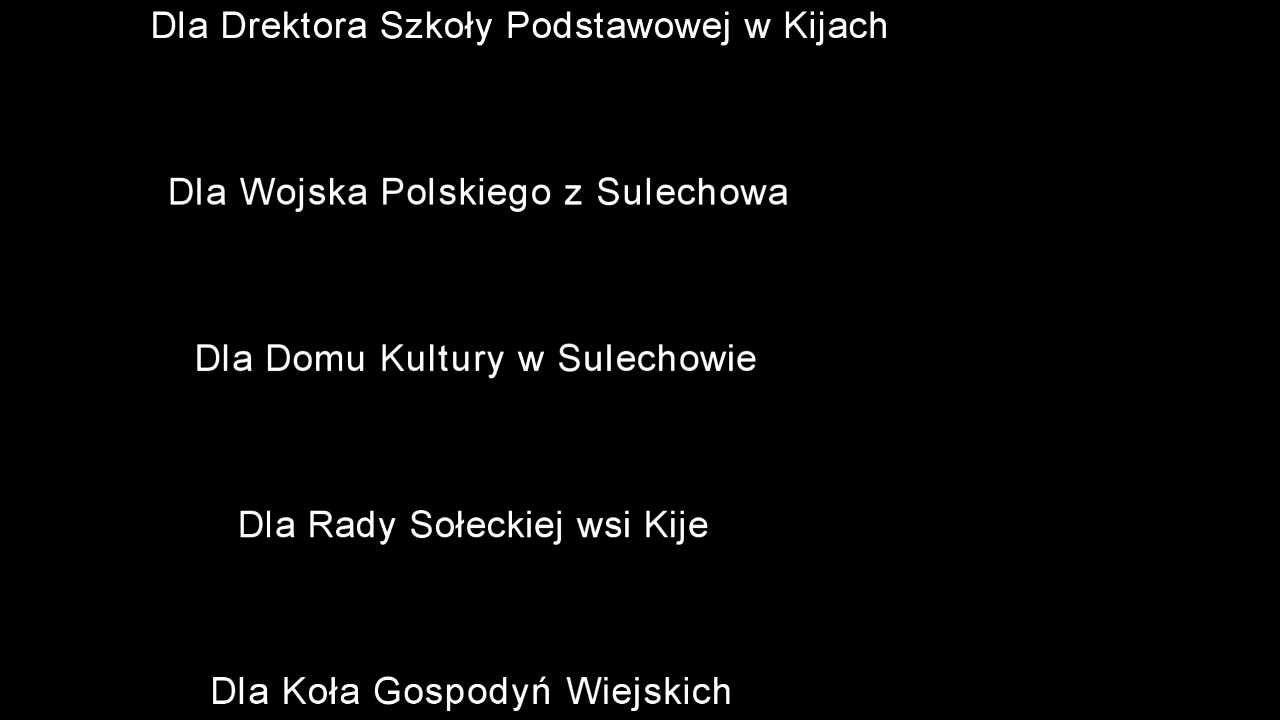 Dla Drektora Szkoły Podstawowej w Kijach
Dla Wojska Polskiego z Sulechowa
Dla Domu Kultury w Sulechowie
Dla Rady Sołeckiej wsi Kije
Dla Koła Gospodyń Wiejskich